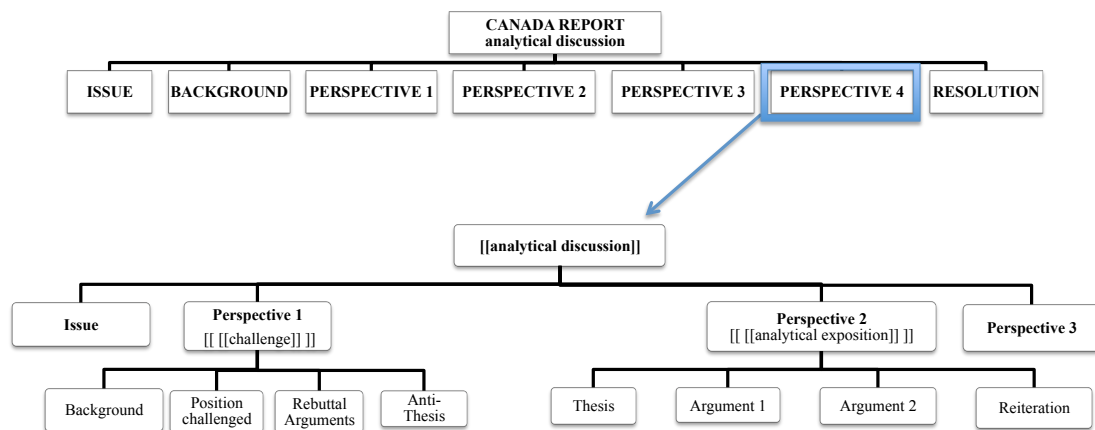 CANADA REPORT
analytical discussion
ISSUE
BACKGROUND
PERSPECTIVE 1
PERSPECTIVE 2
PERSPECTIVE 3
PERSPECTIVE 4
RESOLUTION
[[analytical discussion]]
Issue
Perspective 1
[[ [[challenge]] ]]
Perspective 2
[[ [[analytical exposition]] ]]
Perspective 3
Background
Position
challenged
Rebuttal
Arguments
Anti-
Thesis
Thesis
Argument 1
Argument 2
Reiteration